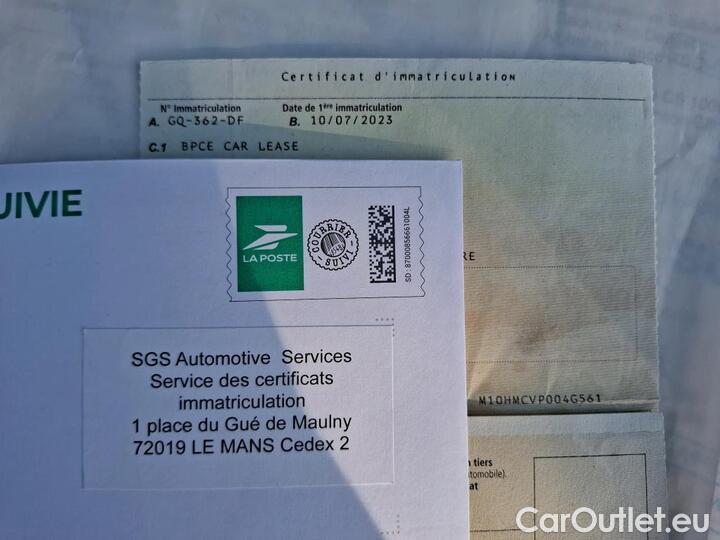 Certificat d'immatriculation
N° Immatriculation
Date de 1ère immatriculation
A. GQ-362-DF
B. 10/07/2023
C.1 BPCE CAR LEASE
UIVIE
LA POSTE
COURRIER
SUIVI
SD : 87000856661004L
RE
SGS Automotive Services
Service des certificats
immatriculation
1 place du Gué de Maulny
72019 LE MANS Cedex 2
M10HMCVP004G561
n tiers
tomobile).
at
CarOutlet.eu